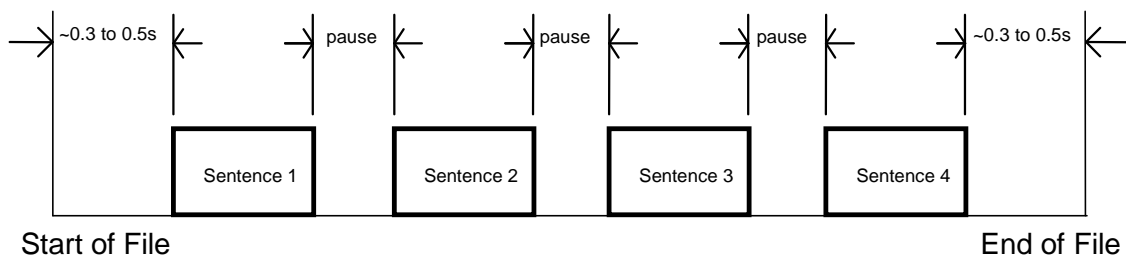 ~0.3 to 0.5s pause pause pause ~0.3 to 0.5s
Sentence 1 Sentence 2 Sentence 3 Sentence 4
Start of File End of File